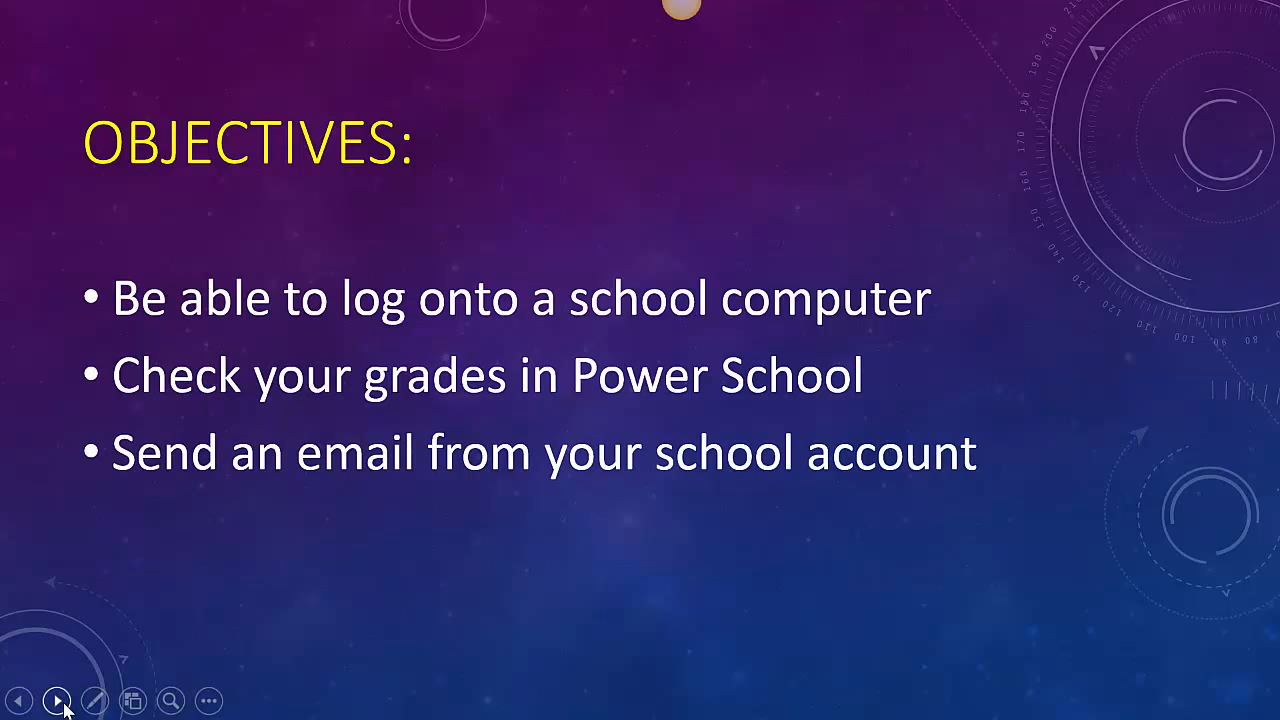 OBJECTIVES:
• Be able to log onto a school computer
• Check your grades in Power School
• Send an email from your school account